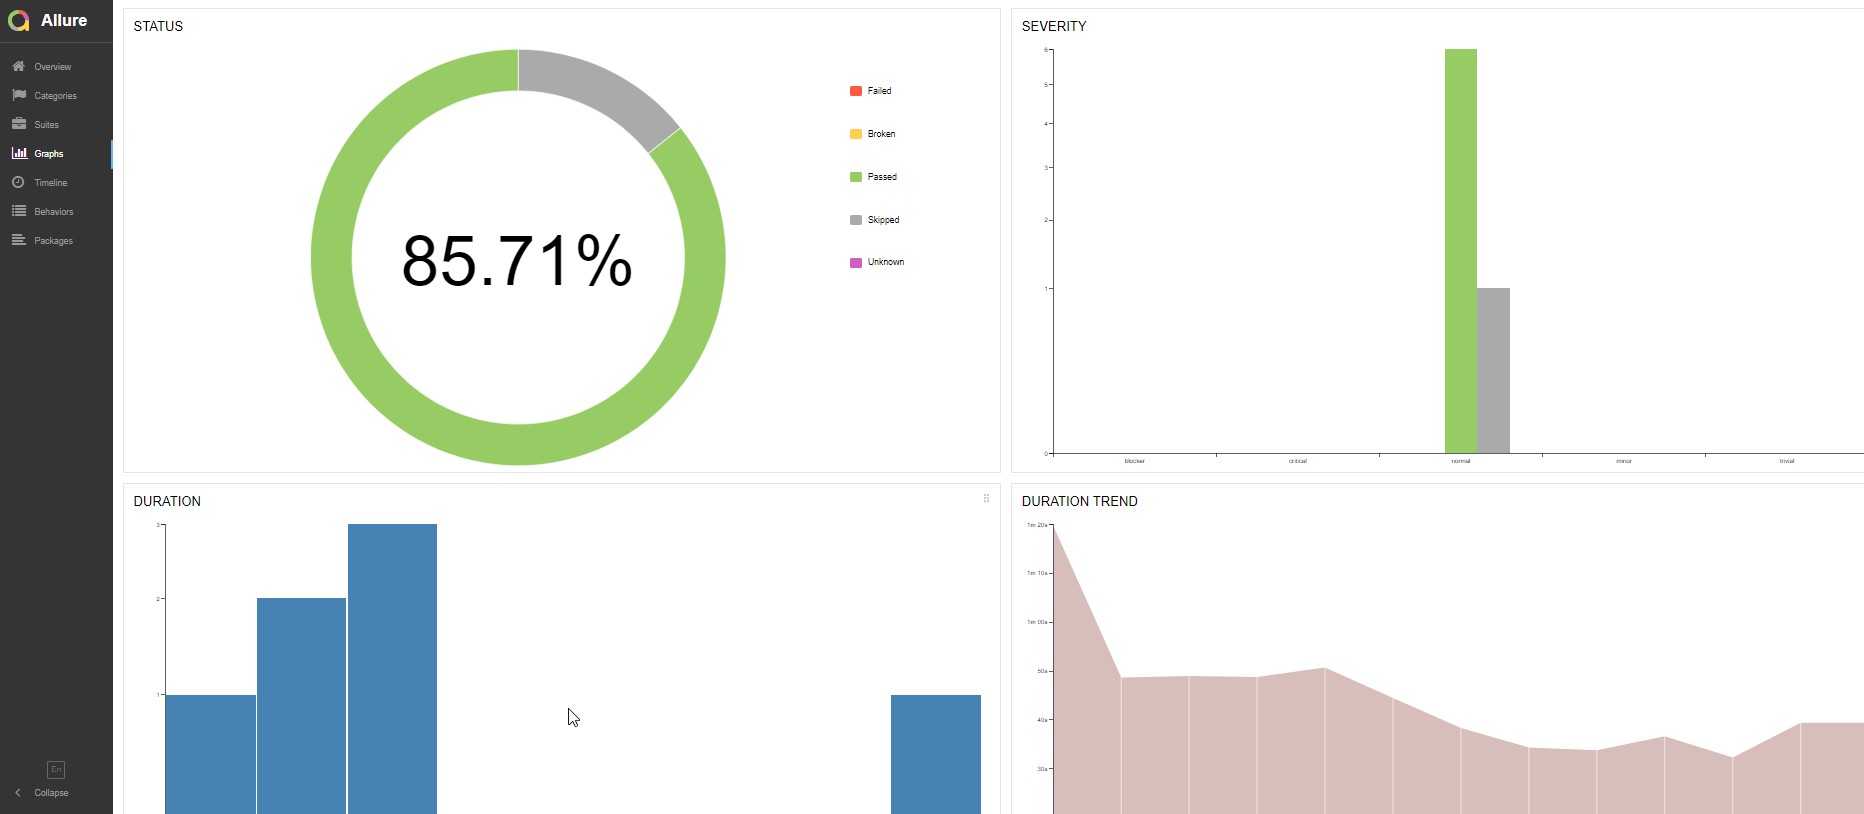 Allure
Overview
Categories
Suites
Graphs
Timeline
Behaviors
Packages
En
Collapse
STATUS
85.71%
Failed
Broken
Passed
Skipped
Unknown
SEVERITY
6
5
4
3
2
1
0
blocker
critical
normal
minor
trivial
DURATION
3
2
1
DURATION TREND
1m 20s
1m 10s
1m 00s
50s
40s
30s